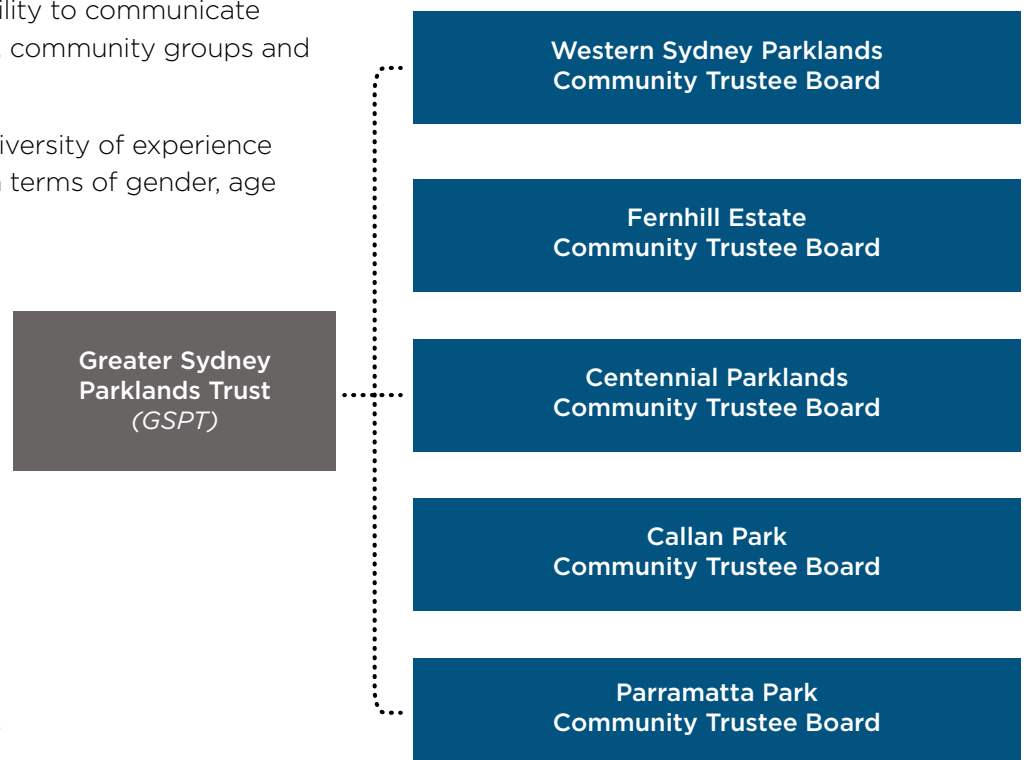 ility to communicate
community groups and
iversity of experience
terms of gender, age
Greater Sydney
Parklands Trust
(GSPT)
Western Sydney Parklands
Community Trustee Board
Fernhill Estate
Community Trustee Board
Centennial Parklands
Community Trustee Board
Callan Park
Community Trustee Board
Parramatta Park
Community Trustee Board